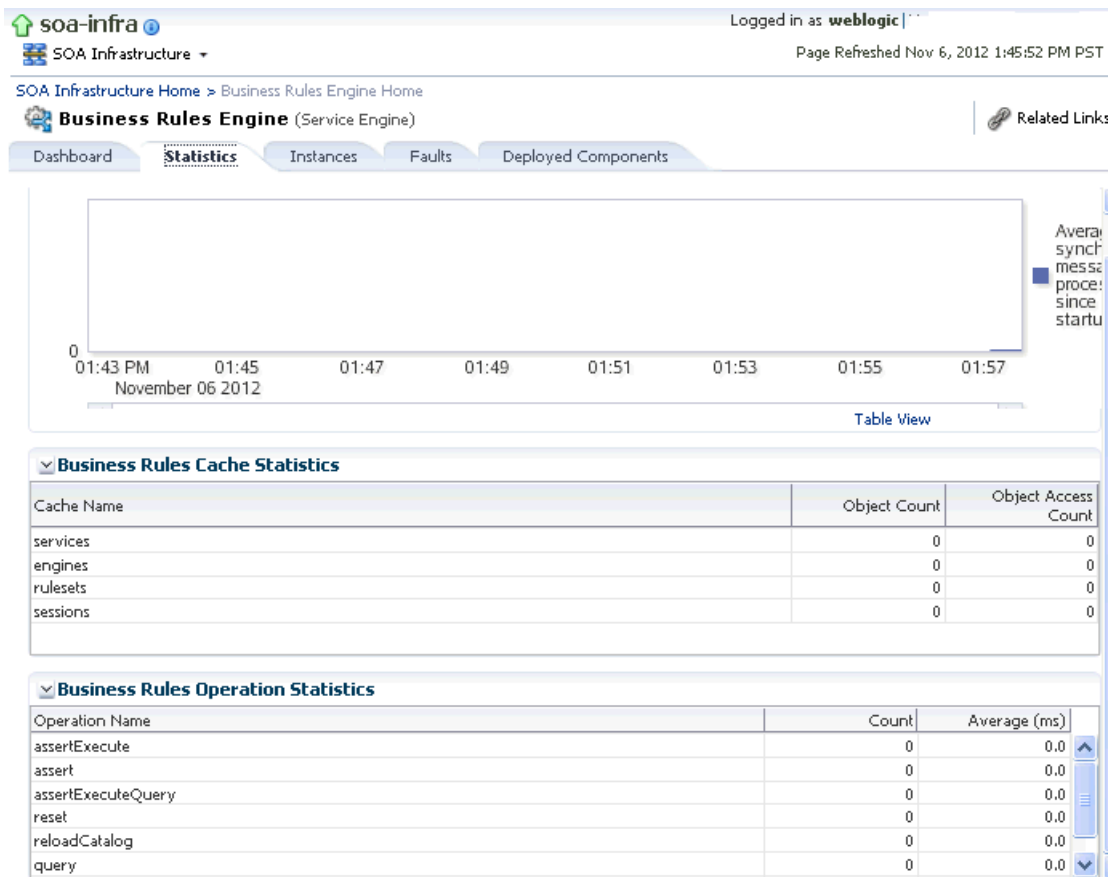 soa-infra
Logged in as weblogic|
SOA Infrastructure
Page Refreshed Nov 6, 2012 1:45:52 PM PST
SOA Infrastructure Home > Business Rules Engine Home
Business Rules Engine (Service Engine)
Related Links
Dashboard Statistics Instances Faults Deployed Components
synch
messa
since
startu
0
01:43 PM 01:45 01:47 01:49 01:51 01:53 01:55 01:57
November 06 2012
Table View
Business Rules Cache Statistics
Cache Name Object Count Object Access Count
services 0 0
engines 0 0
rulesets 0 0
sessions 0 0
Business Rules Operation Statistics
Operation Name Count Average (ms)
assertExecute 0 0.0
assert 0 0.0
assertExecuteQuery 0 0.0
reset 0 0.0
reloadCatalog 0 0.0
query 0 0.0